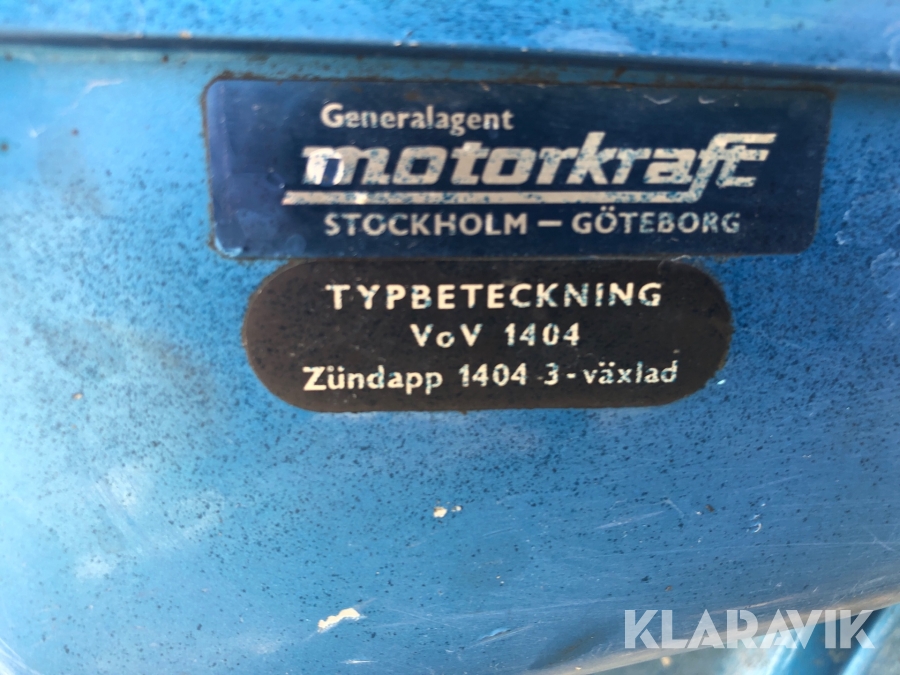 Generalagent
motorkraft
STOCKHOLM – GÖTEBORG
TYPBETECKNING
VoV 1404
Zündapp 1404 3-växlad
KLARAVIK